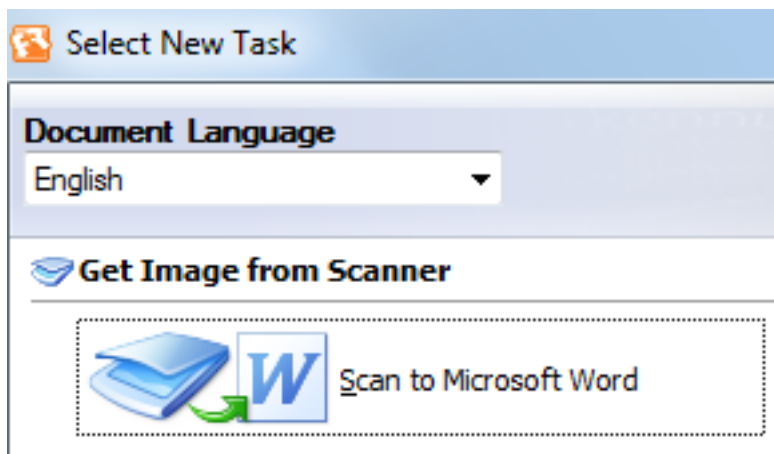 Select New Task
Document Language
English
Get Image from Scanner
W
Scan to Microsoft Word